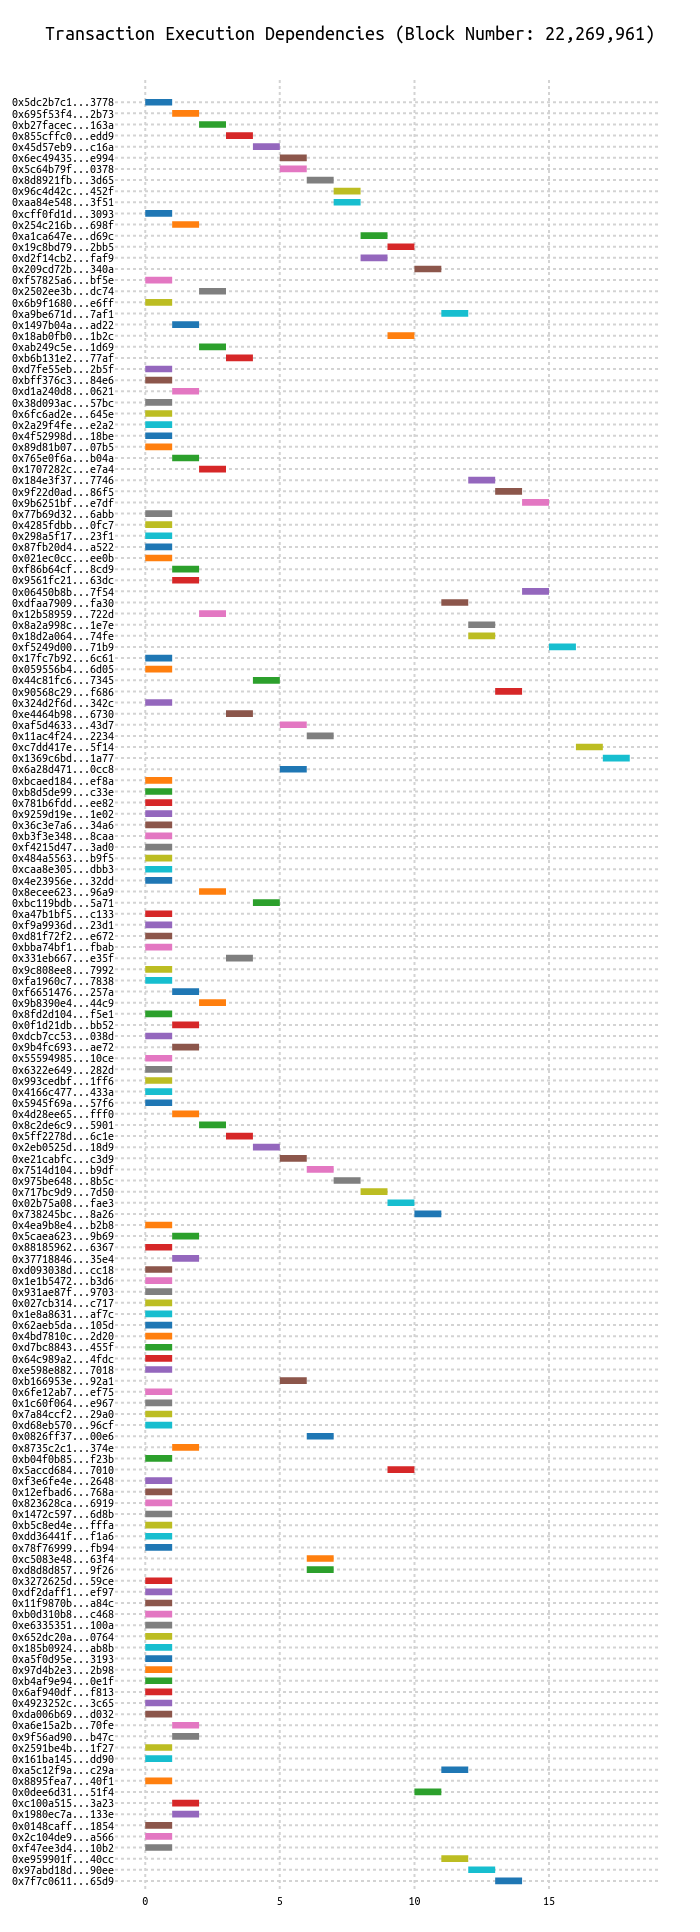 Transaction Execution Dependencies (Block Number: 22,269,961)
0x5dc2b7c1...3778
0x695f53f4...2b73
0xb27facec...163a
0x855cffc0...edd9
0x45d57eb9...c16a
0x6ec49435...e994
0x5c64b79f...0378
0x8d8921fb...3d65
0x96c4d42c...452f
0xaa84e548...3f51
0xcff0fd1d...3093
0x254c216b...698f
0xa1ca647e...d69c
0x19c8bd79...2bb5
0xd2f14cb2...faf9
0x209cd72b...340a
0xf57825a6...bf5e
0x2502ee3b...dc74
0x6b9f1680...e6ff
0xa9be671d...7af1
0x1497b04a...ad22
0x18ab0fb0...1b2c
0xab249c5e...1d69
0xb6b131e2...77af
0xd7fe55eb...2b5f
0xbff376c3...84e6
0xd1a240d8...0621
0x38d093ac...57bc
0x6fc6ad2e...645e
0x2a29f4fe...e2a2
0x4f52998d...18be
0x89d81b07...07b5
0x765e0f6a...b04a
0x1707282c...e7a4
0x184e3f37...7746
0x9f22d0ad...86f5
0x9b6251bf...e7df
0x77b69d32...6abb
0x4285fdbb...0fc7
0x298a5f17...23f1
0x87fb20d4...a522
0x021ec0cc...ee0b
0xf86b64cf...8cd9
0x9561fc21...63dc
0x06450b8b...7f54
0xdfaa7909...fa30
0x12b58959...722d
0x8a2a998c...1e7e
0x18d2a064...74fe
0xf5249d00...71b9
0x17fc7b92...6c61
0x059556b4...6d05
0x44c81fc6...7345
0x90568c29...f686
0x324d2f6d...342c
0xe4464b98...6730
0xaf5d4633...43d7
0x11ac4f24...2234
0xc7dd417e...5f14
0x1369c6bd...1a77
0x6a28d471...0cc8
0xbcaed184...ef8a
0xb8d5de99...c33e
0x781b6fdd...ee82
0x9259d19e...1e02
0x36c3e7a6...34a6
0xb3f3e348...8caa
0xf4215d47...3ad0
0x484a5563...b9f5
0xcaa8e305...dbb3
0x4e23956e...32dd
0x8ecee623...96a9
0xbc119bdb...5a71
0xa47b1bf5...c133
0xf9a9936d...23d1
0xd81f72f2...e672
0xbba74bf1...fbab
0x331eb667...e35f
0x9c808ee8...7992
0xfa1960c7...7838
0xf6651476...257a
0x9b8390e4...44c9
0x8fd2d104...f5e1
0x0f1d21db...bb52
0xdcb7cc53...038d
0x9b4fc693...ae72
0x55594985...10ce
0x6322e649...282d
0x993cedbf...1ff6
0x4166c477...433a
0x5945f69a...57f6
0x4d28ee65...fff0
0x8c2de6c9...5901
0x5ff2278d...6c1e
0x2eb0525d...18d9
0xe21cabfc...c3d9
0x7514d104...b9df
0x975be648...8b5c
0x717bc9d9...7d50
0x02b75a08...fae3
0x738245bc...8a26
0x4ea9b8e4...b2b8
0x5caea623...9b69
0x88185962...6367
0x37718846...35e4
0xd093038d...cc18
0x1e1b5472...b3d6
0x931ae87f...9703
0x027cb314...c717
0x1e8a8631...af7c
0x62aeb5da...105d
0x4bd7810c...2d20
0xd7bc8843...455f
0x64c989a2...4fdc
0xe598e882...7018
0xb166953e...92a1
0x6fe12ab7...ef75
0x1c60f064...e967
0x7a84ccf2...29a0
0xd68eb570...96cf
0x0826ff37...00e6
0x8735c2c1...374e
0xb04f0b85...f23b
0x5accd684...7010
0xf3e6fe4e...2648
0x12efbad6...768a
0x823628ca...6919
0x1472c597...6d8b
0xb5c8ed4e...fffa
0xdd36441f...f1a6
0x78f76999...fb94
0xc5083e48...63f4
0xd8d8d857...9f26
0x3272625d...59ce
0xdf2daff1...ef97
0x11f9870b...a84c
0xb0d310b8...c468
0xe6335351...100a
0x652dc20a...0764
0x185b0924...ab8b
0xa5f0d95e...3193
0x97d4b2e3...2b98
0xb4af9e94...0e1f
0x6af940df...f813
0x4923252c...3c65
0xda006b69...d032
0xa6e15a2b...70fe
0x9f56ad90...b47c
0x2591be4b...1f27
0x161ba145...dd90
0xa5c12f9a...c29a
0x8895fea7...40f1
0x0dee6d31...51f4
0xc100a515...3a23
0x1980ec7a...133e
0x0148caff...1854
0x2c104de9...a566
0xf47ee3d4...10b2
0xe959901f...40cc
0x97abd18d...90ee
0x7f7c0611...65d9
0 5 10 15